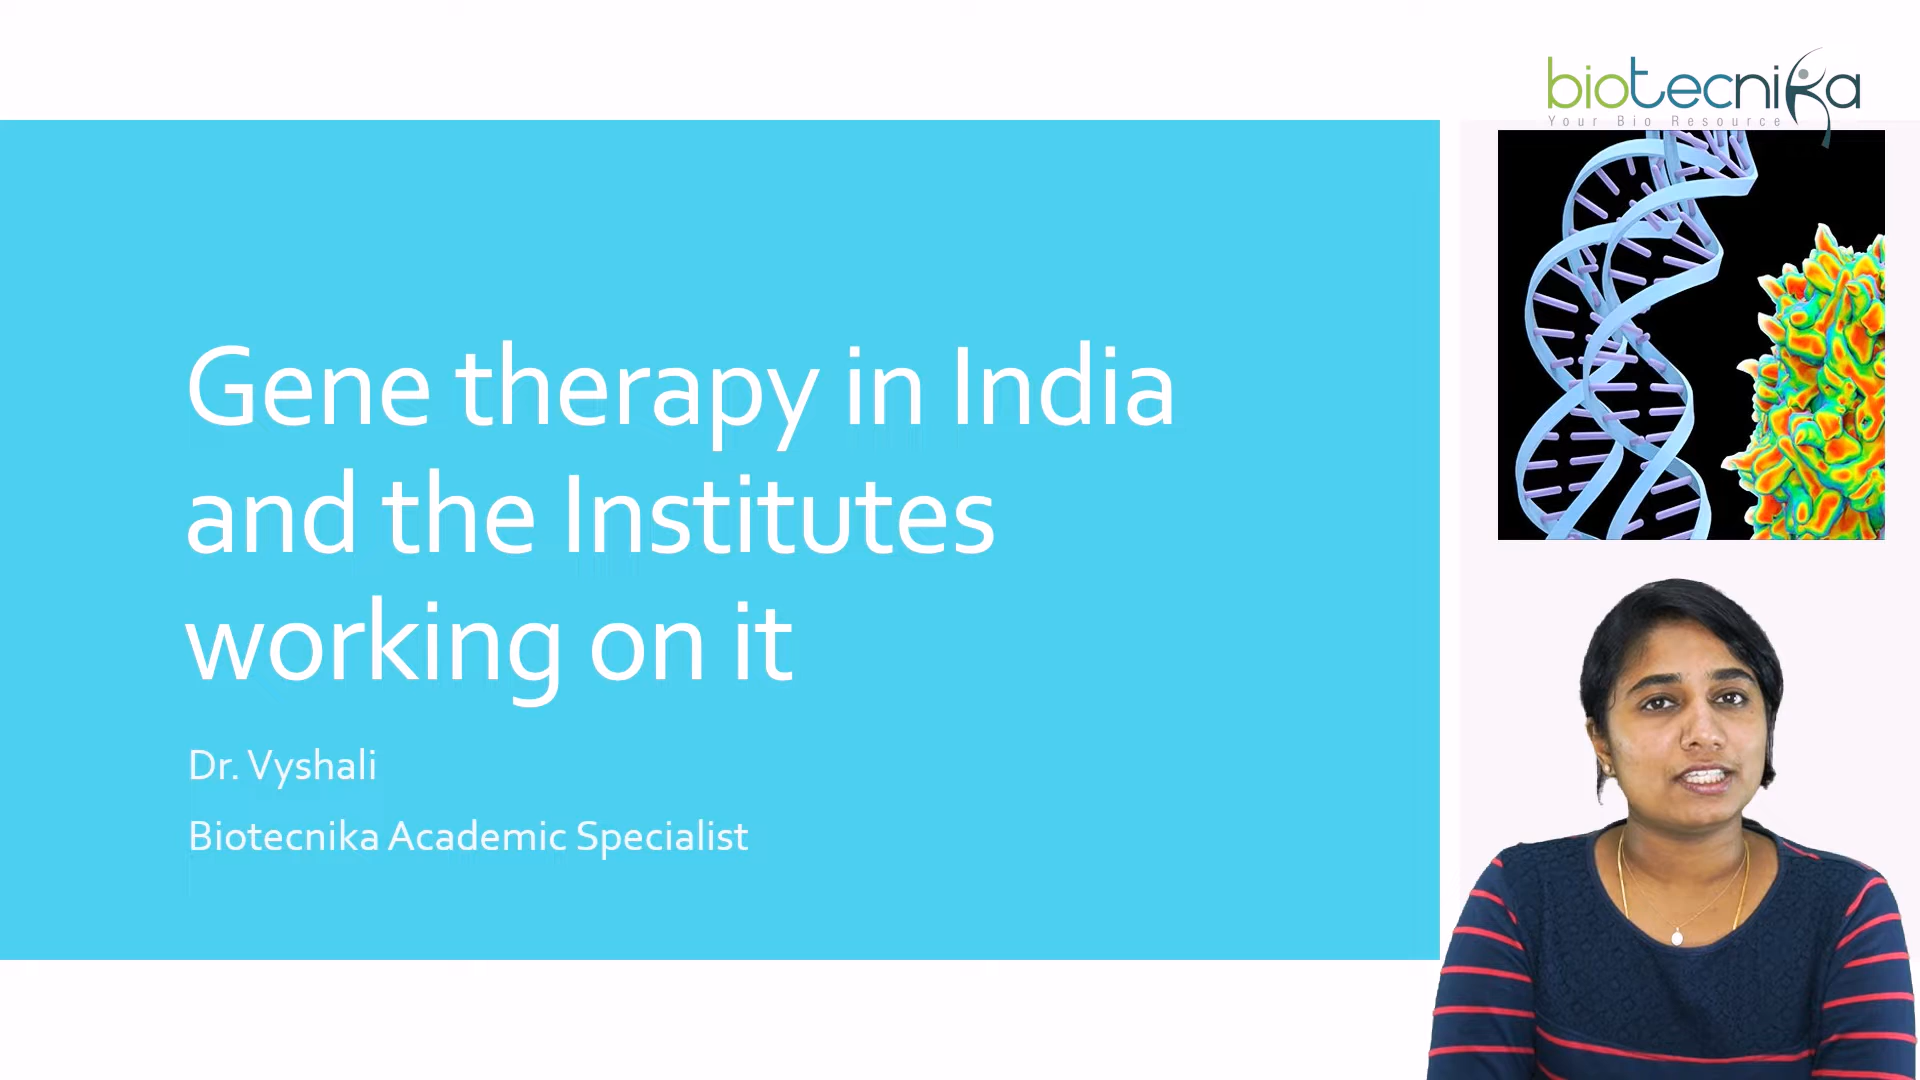 biotecnika
Your Bio Resource
Gene therapy in India
and the Institutes
working on it
Dr. Vyshali
Biotecnika Academic Specialist